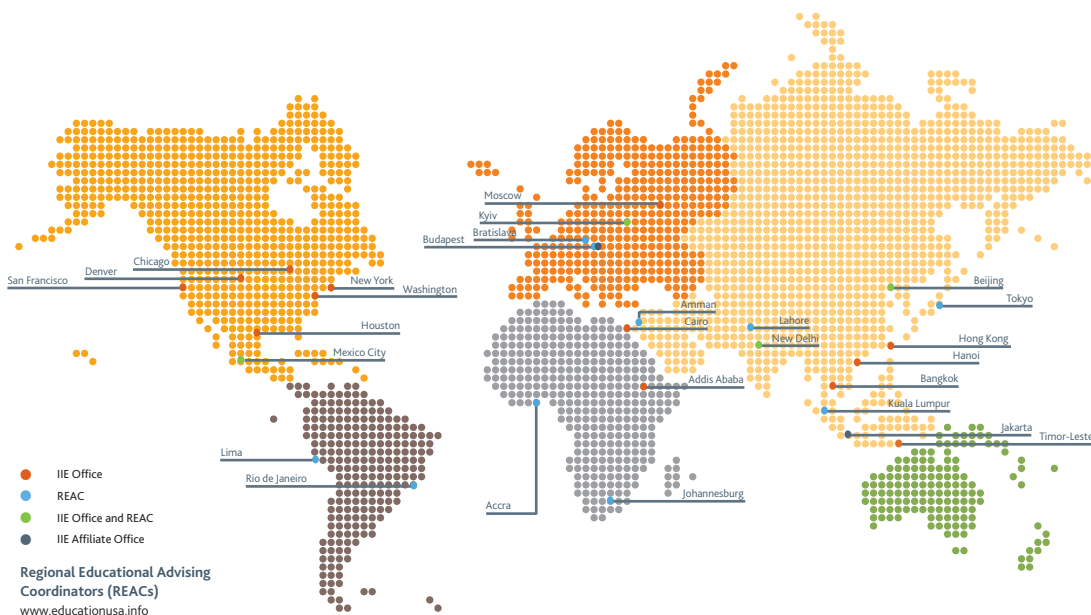 Moscow
Kyiv
Bratislava
Budapest
Chicago
Denver
San Francisco
New York
Washington
Houston
Mexico City
Amman
Cairo
Lahore
New Delhi
Beijing
Tokyo
Hong Kong
Hanoi
Addis Ababa
Bangkok
Kuala Lumpur
Jakarta
Timor-Leste
Lima
Rio de Janeiro
Accra
Johannesburg
IIE Office
REAC
IIE Office and REAC
IIE Affiliate Office
Regional Educational Advising
Coordinators (REACs)
www.educationusa.info